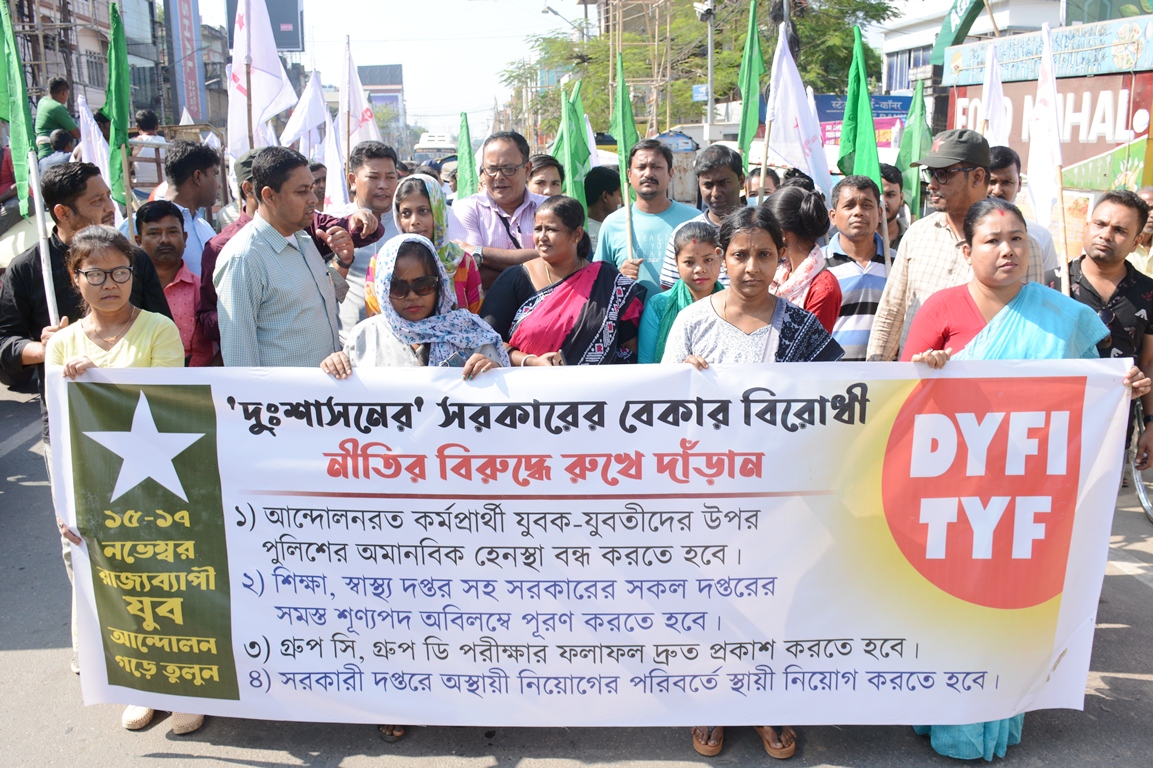 'দুঃশাসনের' সরকারের বেকার বিরোধী
নীতির বিরুদ্ধে রুখে দাঁড়ান
১) আন্দোলনরত কর্মপ্রার্থী যুবক-যুবতীদের উপর
পুলিশের অমানবিক হেনস্থা বন্ধ করতে হবে।
২) শিক্ষা, স্বাস্থ্য দপ্তর সহ সরকারের সকল দপ্তরের
সমস্ত শূণ্যপদ অবিলম্বে পূরণ করতে হবে।
৩) গ্রুপ সি, গ্রুপ ডি পরীক্ষার ফলাফল দ্রুত প্রকাশ করতে হবে।
৪) সরকারী দপ্তরে অস্থায়ী নিয়োগের পরিবর্তে স্থায়ী নিয়োগ করতে হবে।
১৫-১৭
নভেম্বর
রাজ্যব্যাপী
যুব
আন্দোলন
গড়ে তুলুন
DYFI
TYF